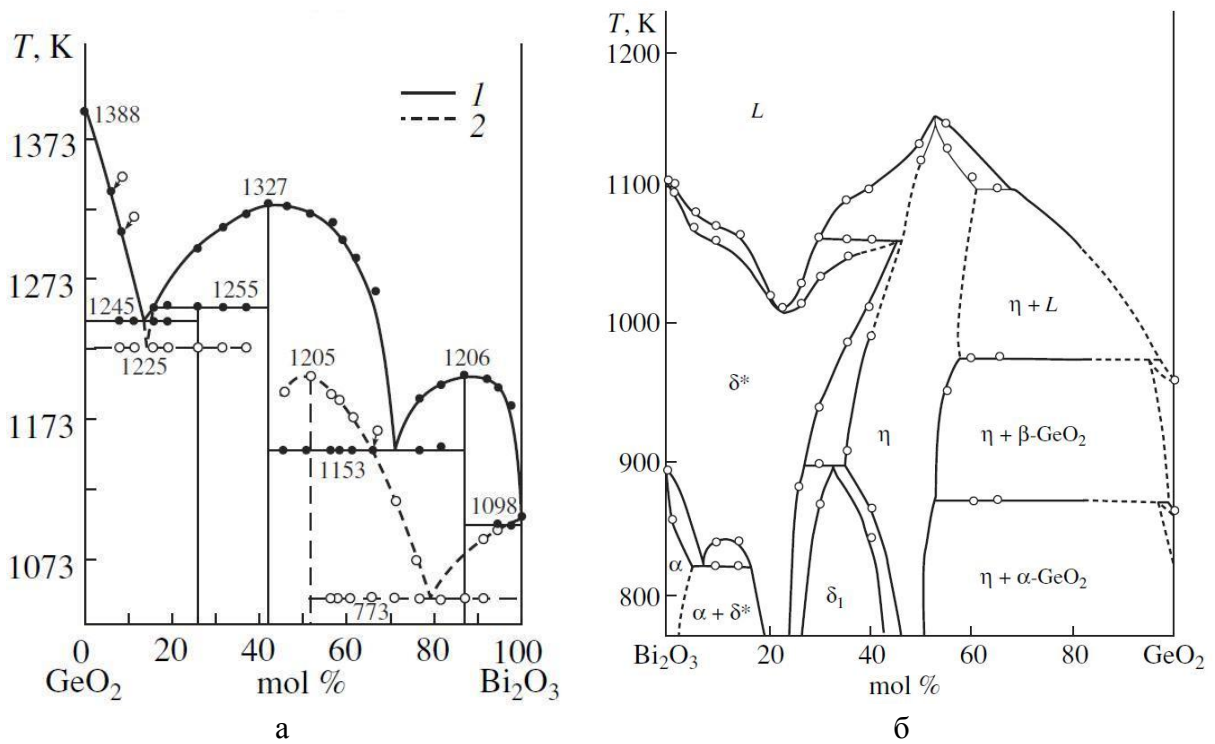 T, K
1388
1373
1
2
1327
1273
1245
1255
1225
1205
1206
1173
1153
1098
1073
773
0 20 40 60 80 100
GeO₂ mol % Bi₂O₃
а
T, K
1200
L
1100
1000
η + L
δ*
η
η + β-GeO₂
900
α
δ₁
η + α-GeO₂
800
α + δ*
Bi₂O₃ 20 40 60 80 GeO₂
mol %
б